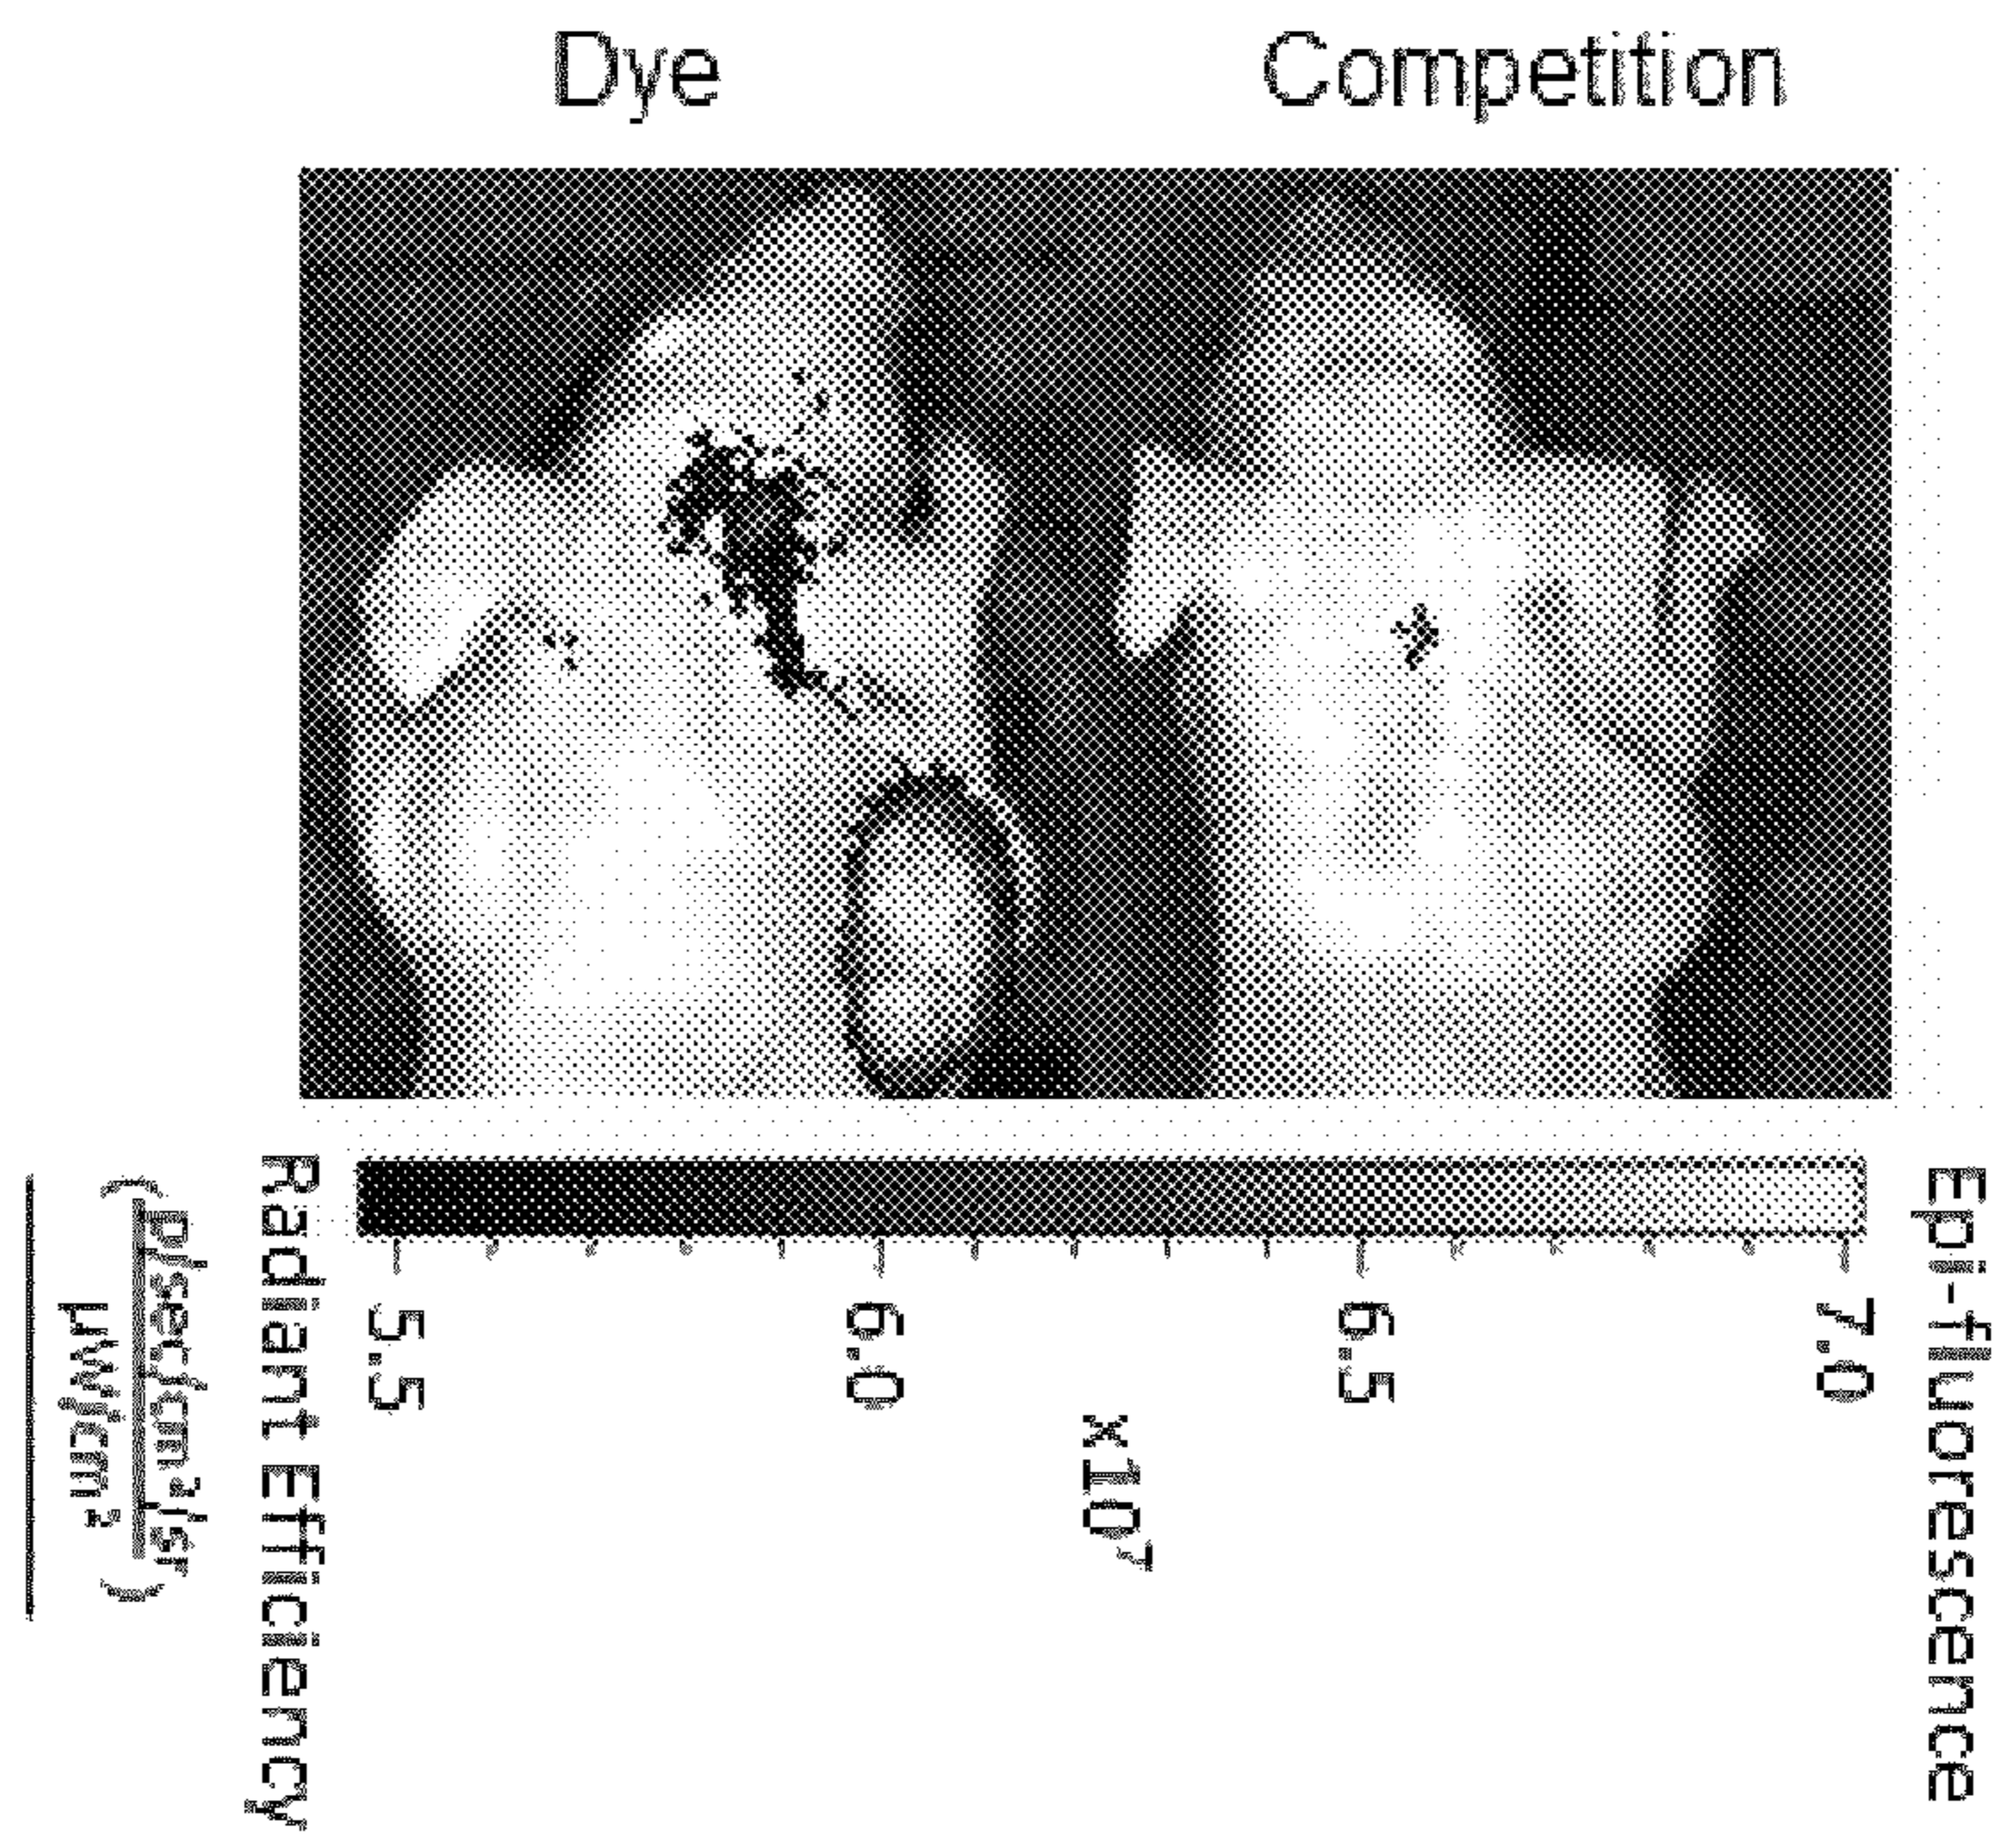 Dye
Competition
Epi-fluorescence
5.5
6.0
6.5
7.0
x10⁷
Radiant Efficiency
(p/sec/cm²/sr
µW/cm²)